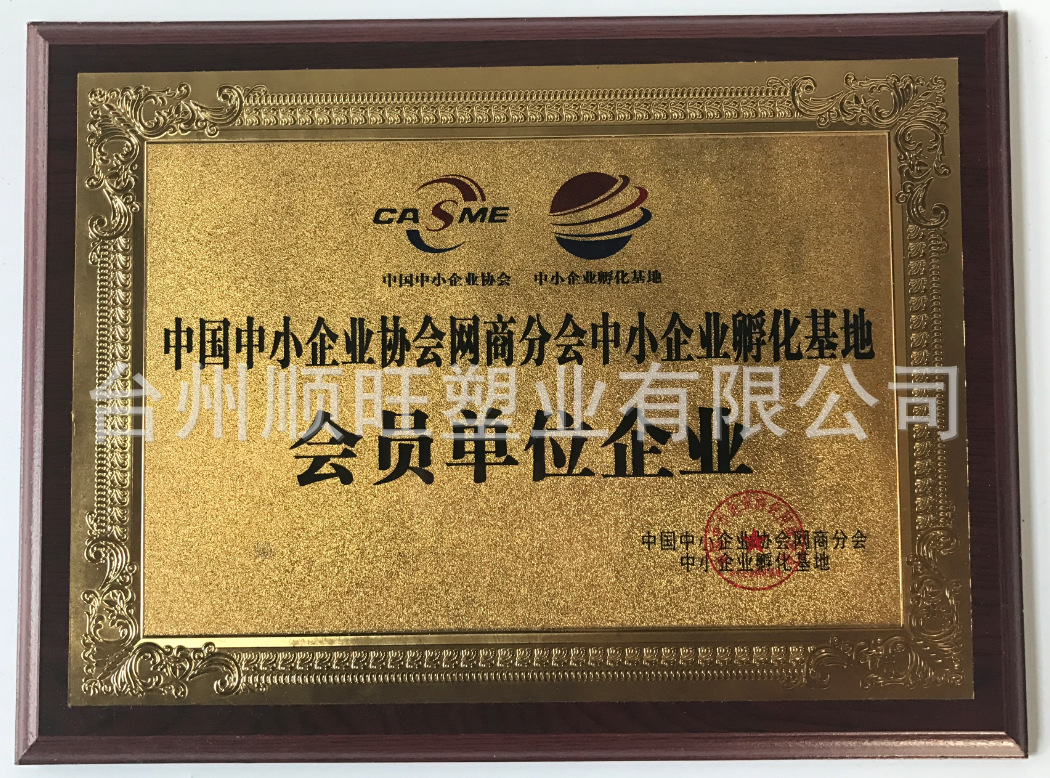 CASME
中国中小企业协会 中小企业孵化基地
中国中小企业协会网商分会中小企业孵化基地
台州顺旺塑业有限公司
会员单位企业
中国中小企业协会网商分会
中小企业孵化基地